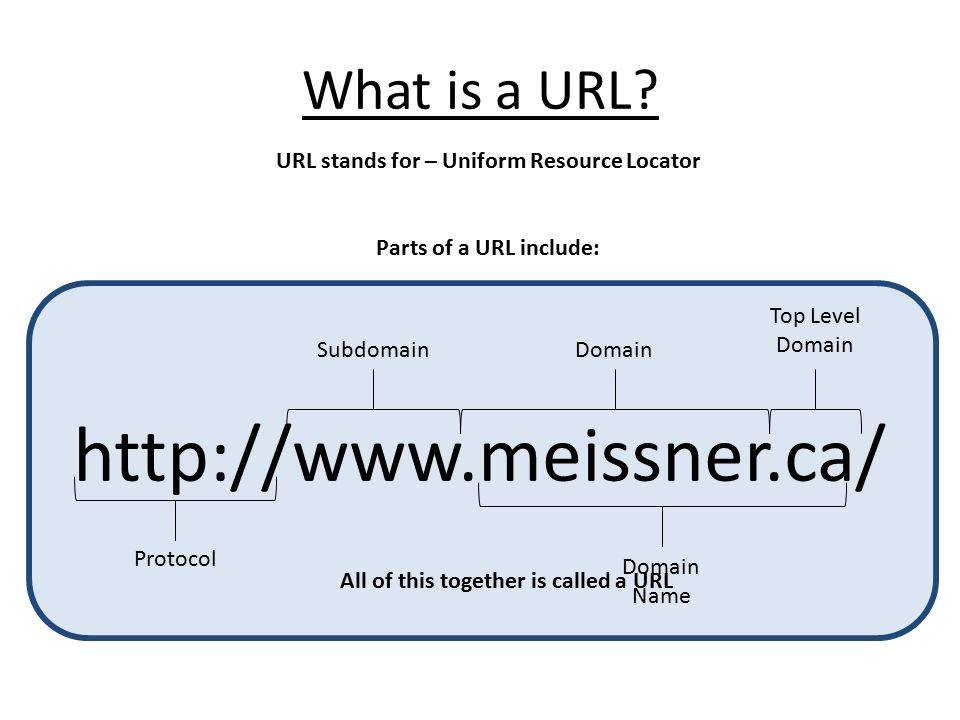 What is a URL?
URL stands for – Uniform Resource Locator
Parts of a URL include:
Top Level
Domain
Subdomain
Domain
http://www.meissner.ca/
Protocol
Domain
Name
All of this together is called a URL